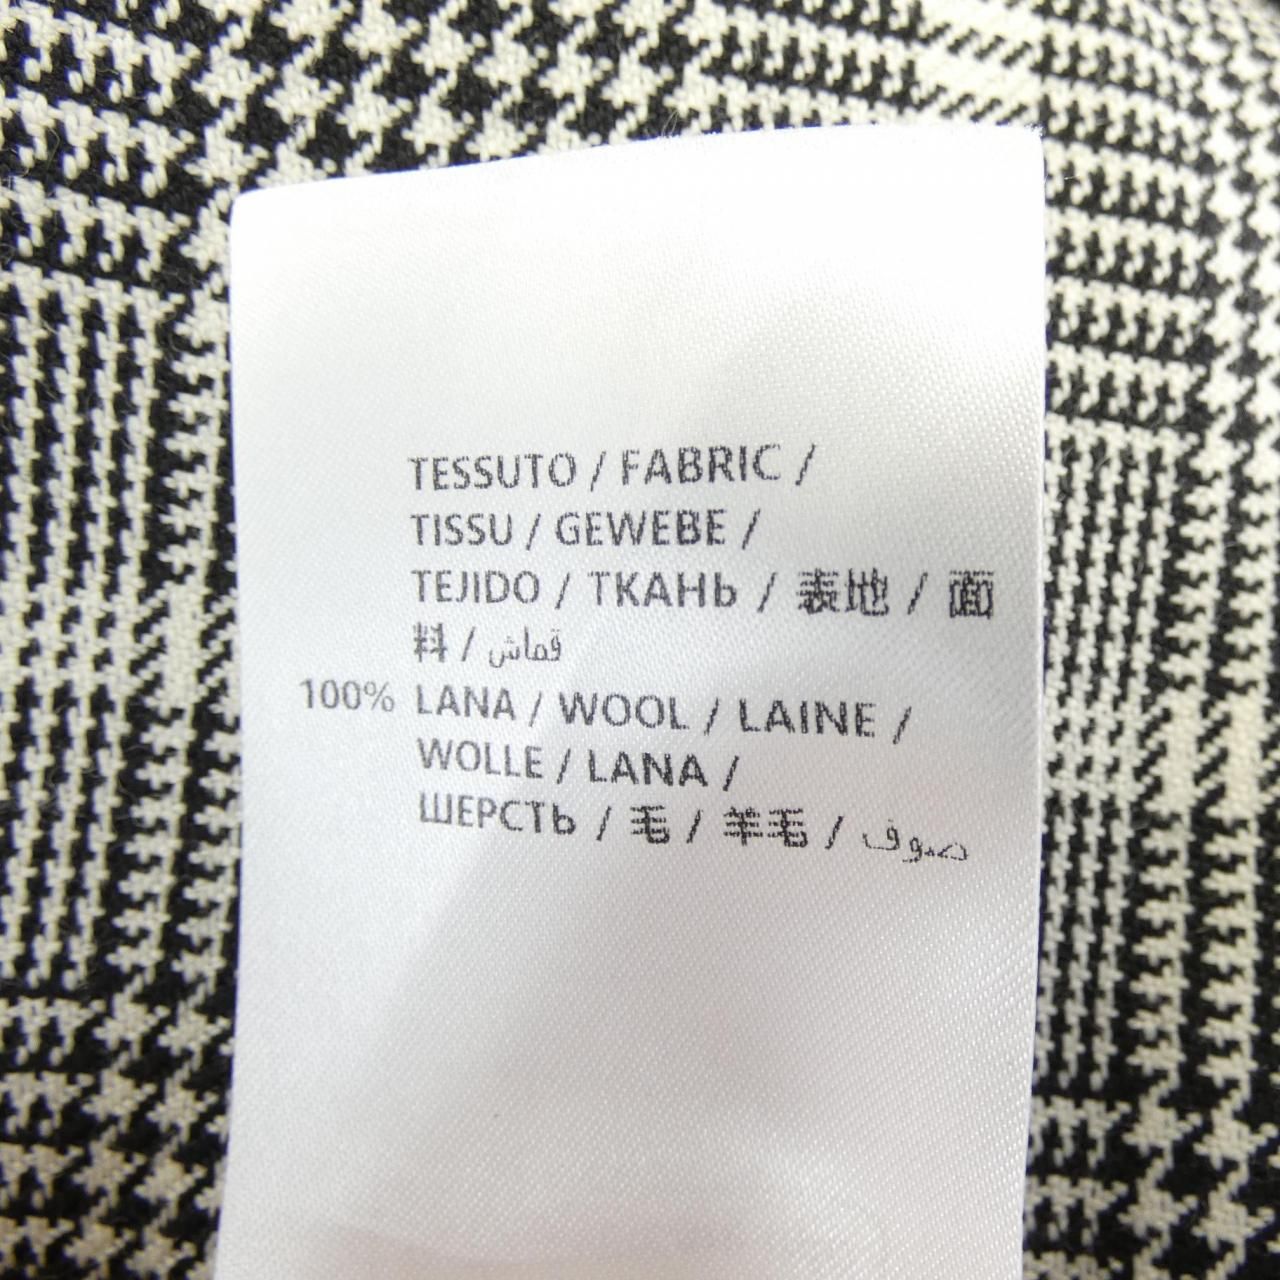 TESSUTO / FABRIC /
TISSU / GEWEBE /
TEJIDO / ТКАНЬ / 表地 / 面
料 / قماش
100% LANA / WOOL / LAINE /
WOLLE / LANA /
ШЕРСТЬ / 毛 / 羊毛 / صوف